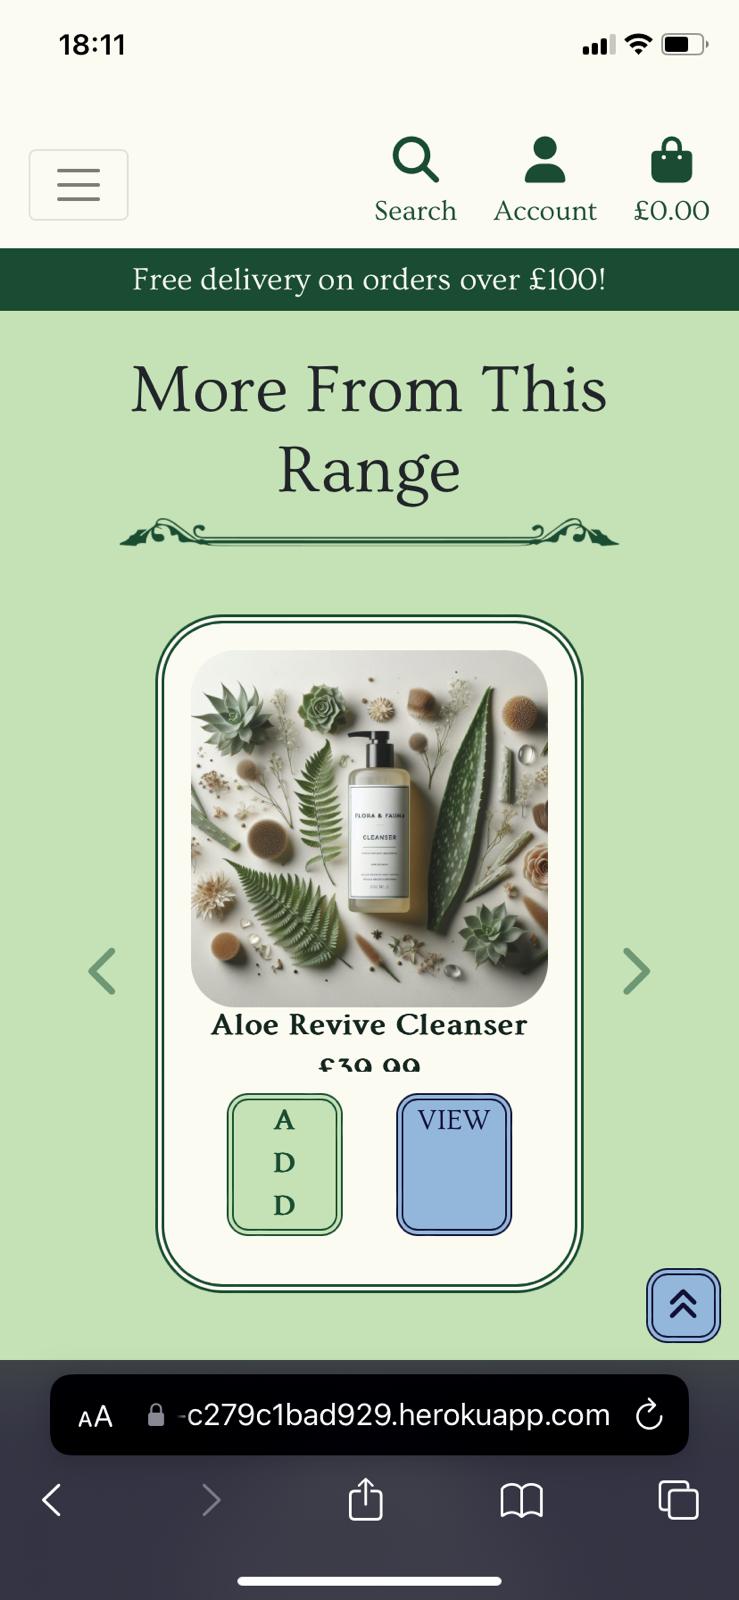 18:11
Search Account £0.00
Free delivery on orders over £100!
More From This
Range
FLORA & FAUNA
CLEANSER
Aloe Revive Cleanser
£39.99
A
D
D
VIEW
AA -c279c1bad929.herokuapp.com